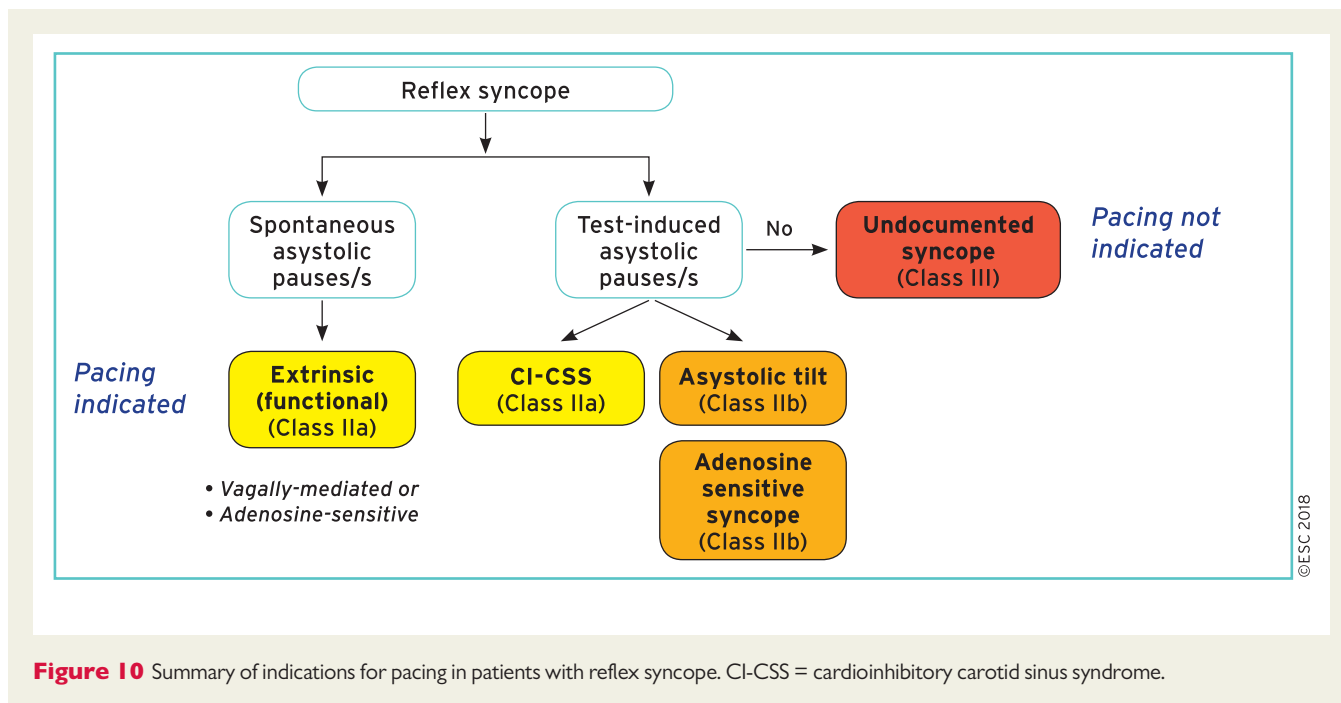 Reflex syncope
Spontaneous
asystolic
pauses/s
Test-induced
asystolic
pauses/s
No
Undocumented
syncope
(Class III)
Pacing not
indicated
Pacing
indicated
Extrinsic
(functional)
(Class IIa)
CI-CSS
(Class IIa)
Asystolic tilt
(Class IIb)
• Vagally-mediated or
• Adenosine-sensitive
Adenosine
sensitive
syncope
(Class IIb)
©ESC 2018
Figure 10 Summary of indications for pacing in patients with reflex syncope. CI-CSS = cardioinhibitory carotid sinus syndrome.